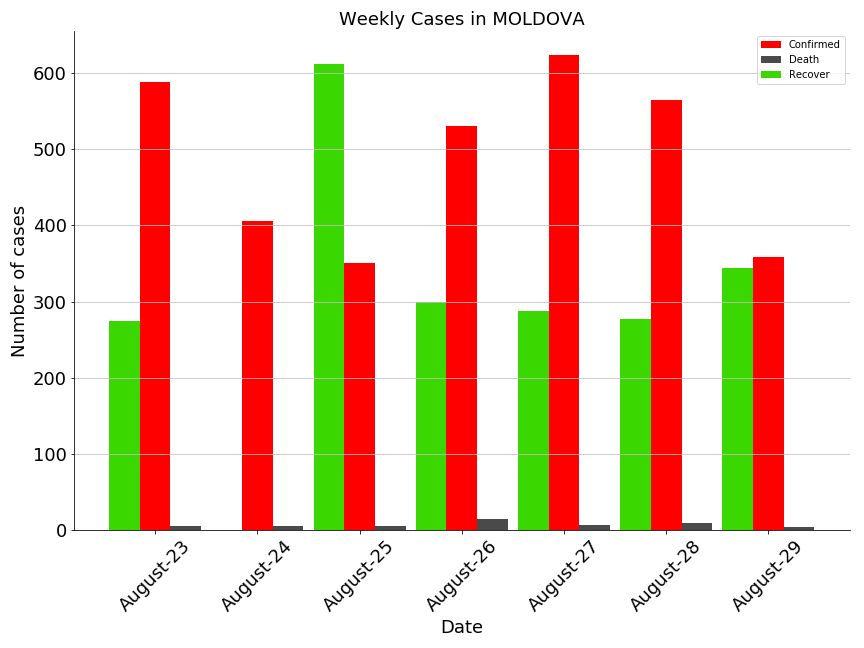 Weekly Cases in MOLDOVA
Confirmed
Death
Recover
Number of cases
600
500
400
300
200
100
0
August-23
August-24
August-25
August-26
August-27
August-28
August-29
Date